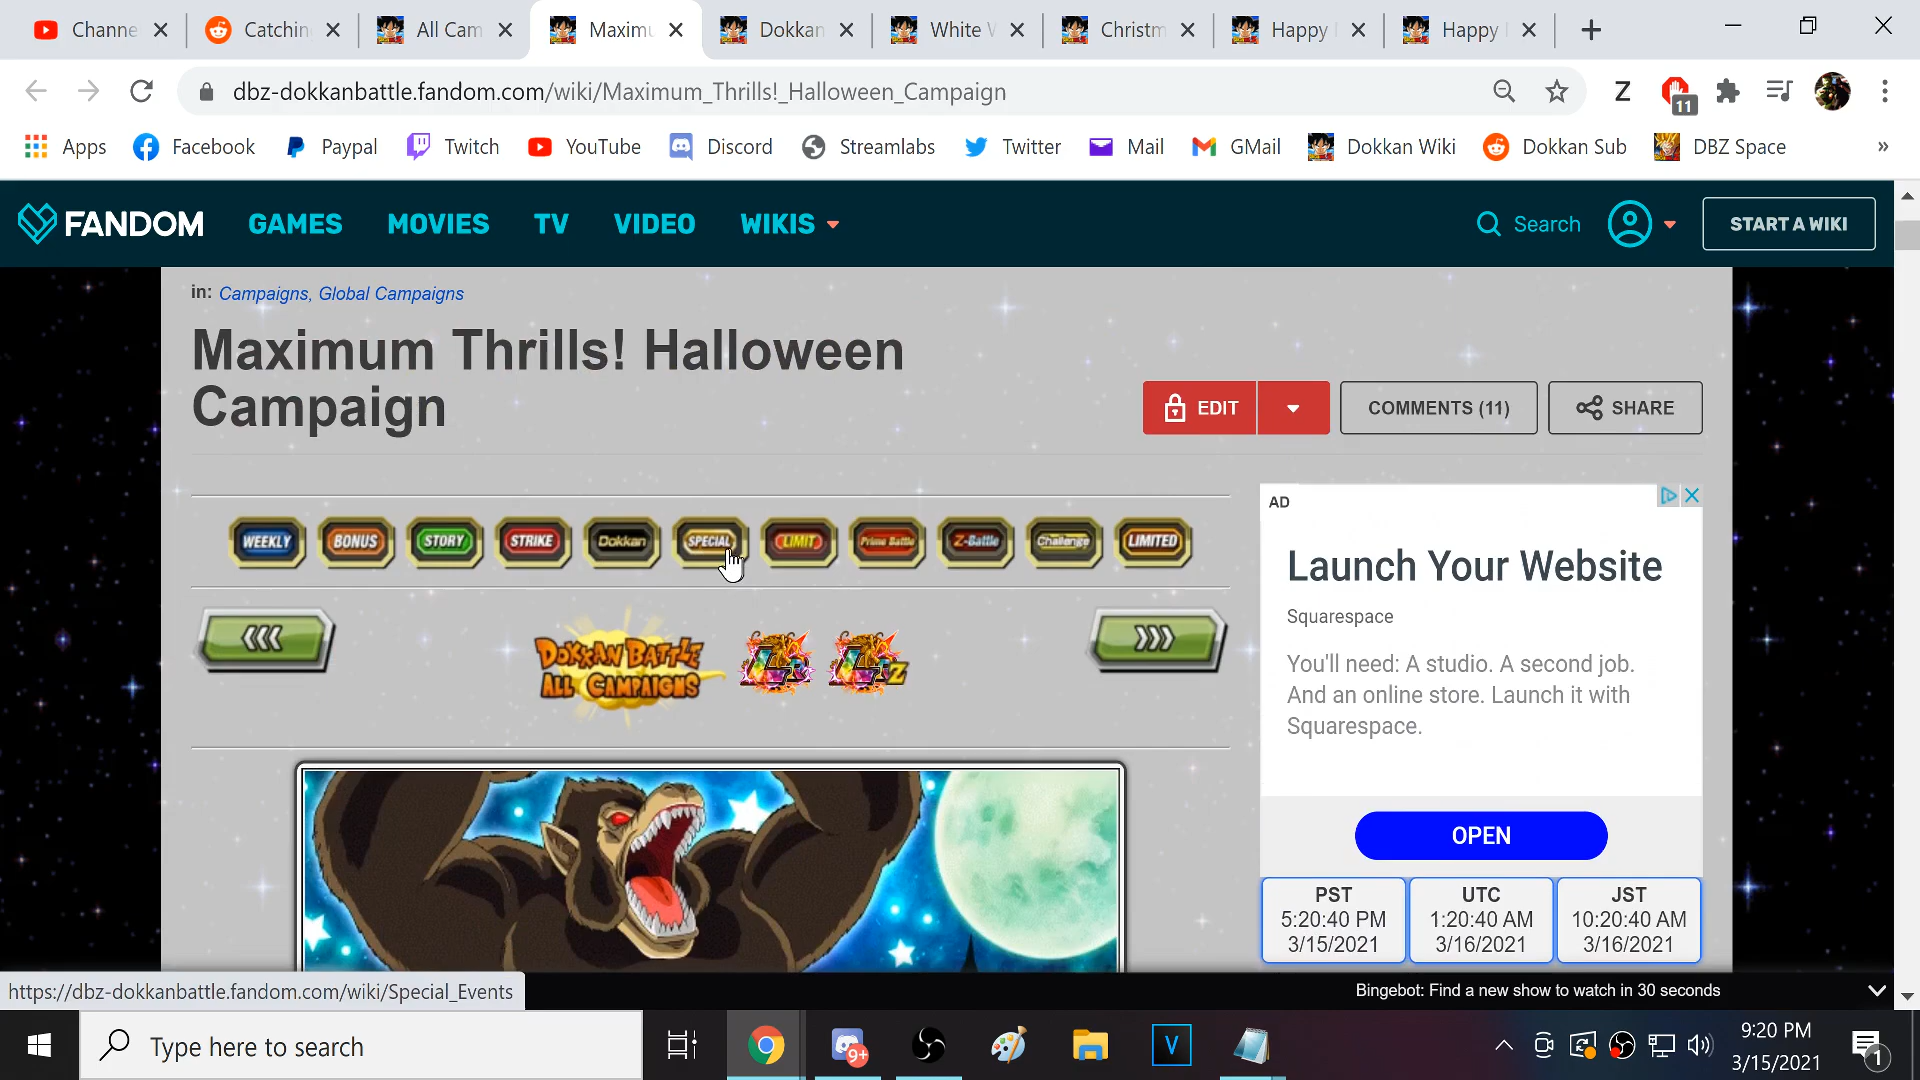 Channe
Catchin
All Cam
Maximu
Dokkan
White V
Christm
Happy
Happy
dbz-dokkanbattle.fandom.com/wiki/Maximum_Thrills!_Halloween_Campaign
Z
11
Apps
Facebook
Paypal
Twitch
YouTube
Discord
Streamlabs
Twitter
Mail
GMail
Dokkan Wiki
Dokkan Sub
DBZ Space
»
FANDOM
GAMES
MOVIES
TV
VIDEO
WIKIS
Search
START A WIKI
in: Campaigns, Global Campaigns
Maximum Thrills! Halloween
Campaign
EDIT
COMMENTS (11)
SHARE
WEEKLY
BONUS
STORY
STRIKE
Dokkan
SPECIAL
LIMIT
Prime Battle
Z-Battle
Challenge
LIMITED
DOKKAN BATTLE
ALL CAMPAIGNS
LR
LR Z
AD
Launch Your Website
Squarespace
You'll need: A studio. A second job.
And an online store. Launch it with
Squarespace.
OPEN
PST
5:20:40 PM
3/15/2021
UTC
1:20:40 AM
3/16/2021
JST
10:20:40 AM
3/16/2021
https://dbz-dokkanbattle.fandom.com/wiki/Special_Events
Bingebot: Find a new show to watch in 30 seconds
Type here to search
9+
V
9:20 PM
3/15/2021
1